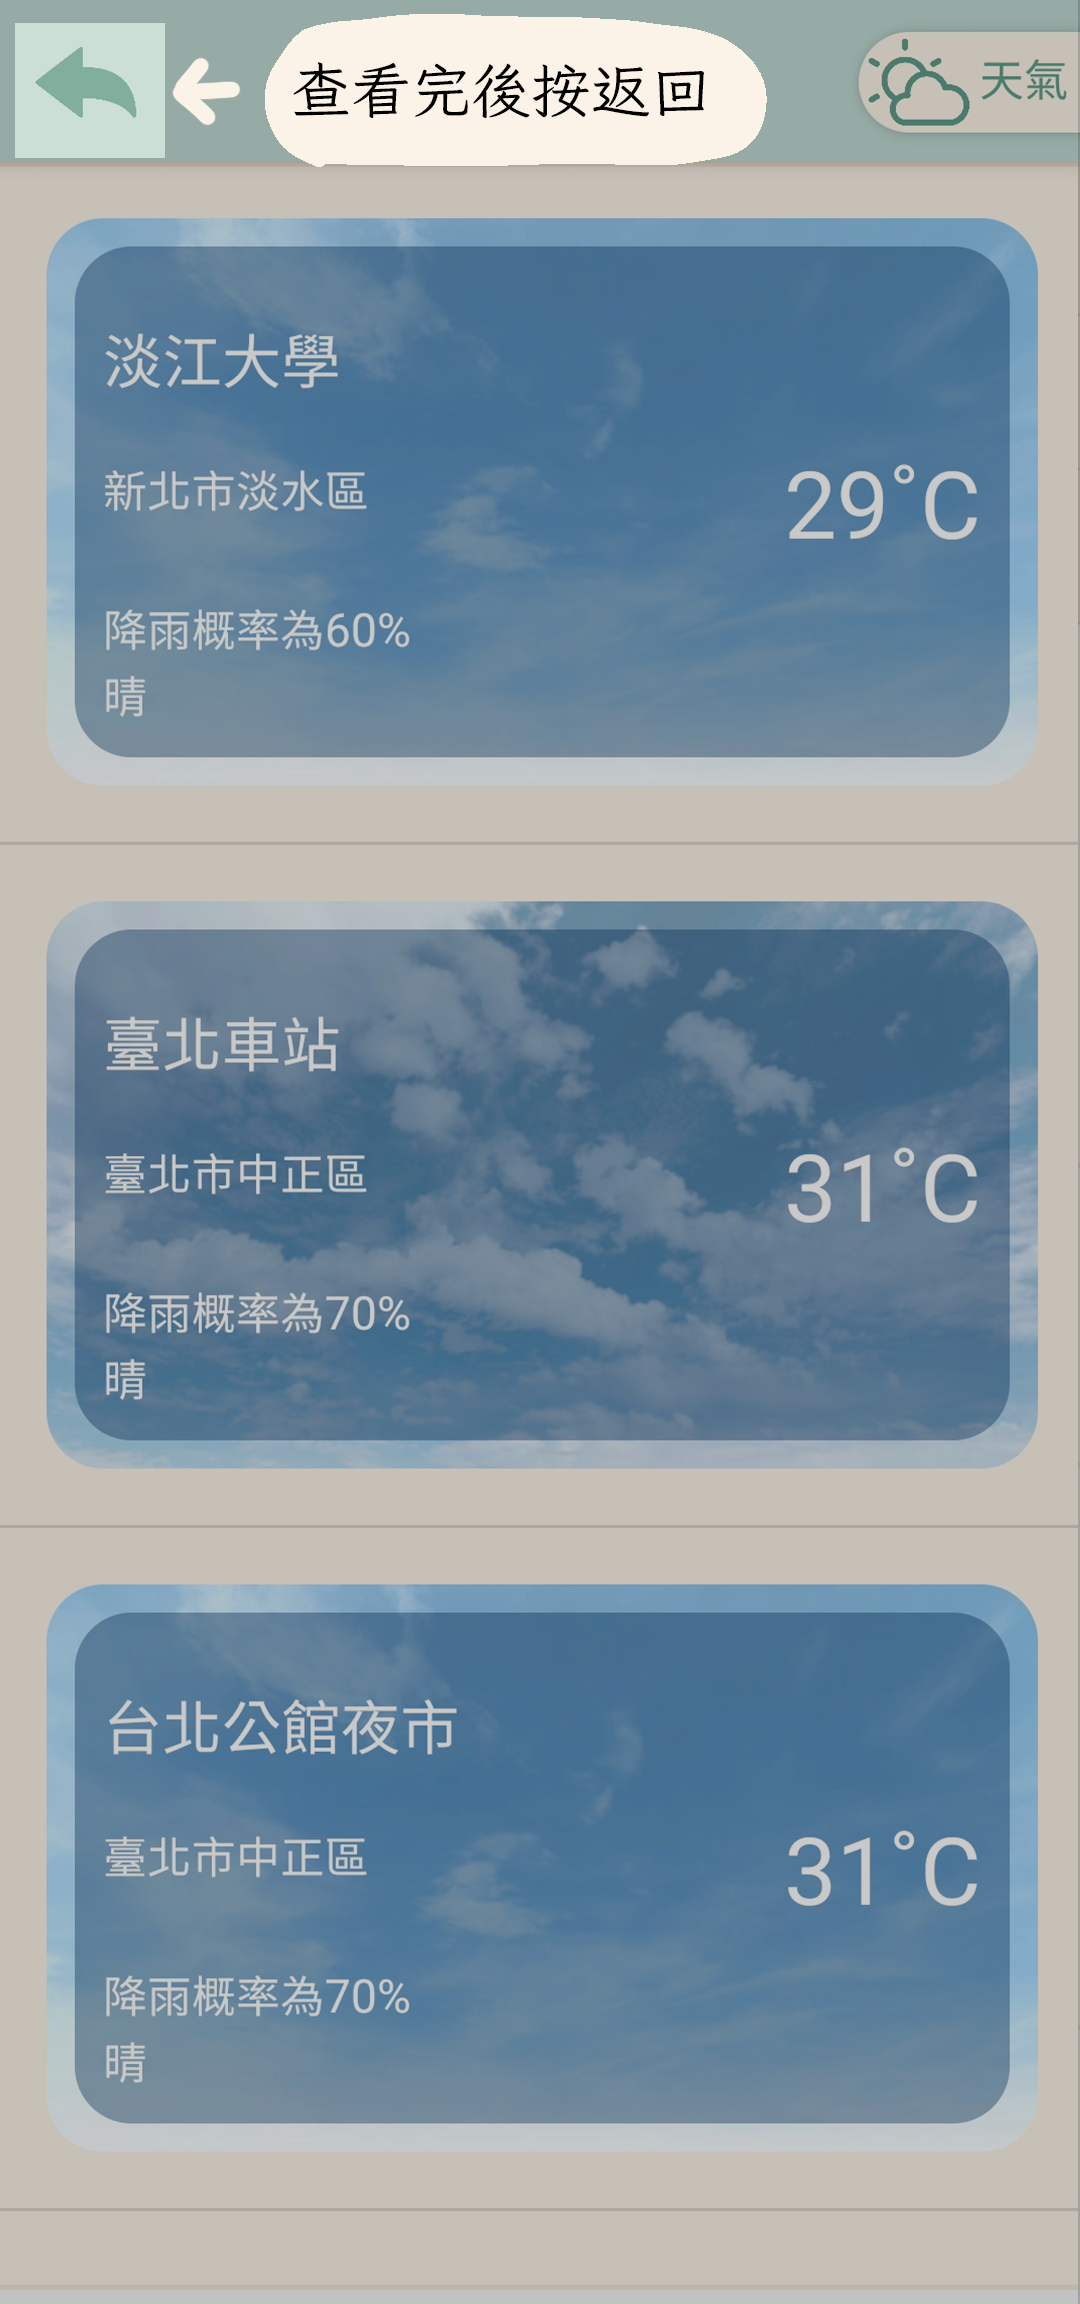 查看完後按返回
天氣
淡江大學
新北市淡水區
29°C
降雨概率為60%
晴
臺北車站
臺北市中正區
31°C
降雨概率為70%
晴
台北公館夜市
臺北市中正區
31°C
降雨概率為70%
晴